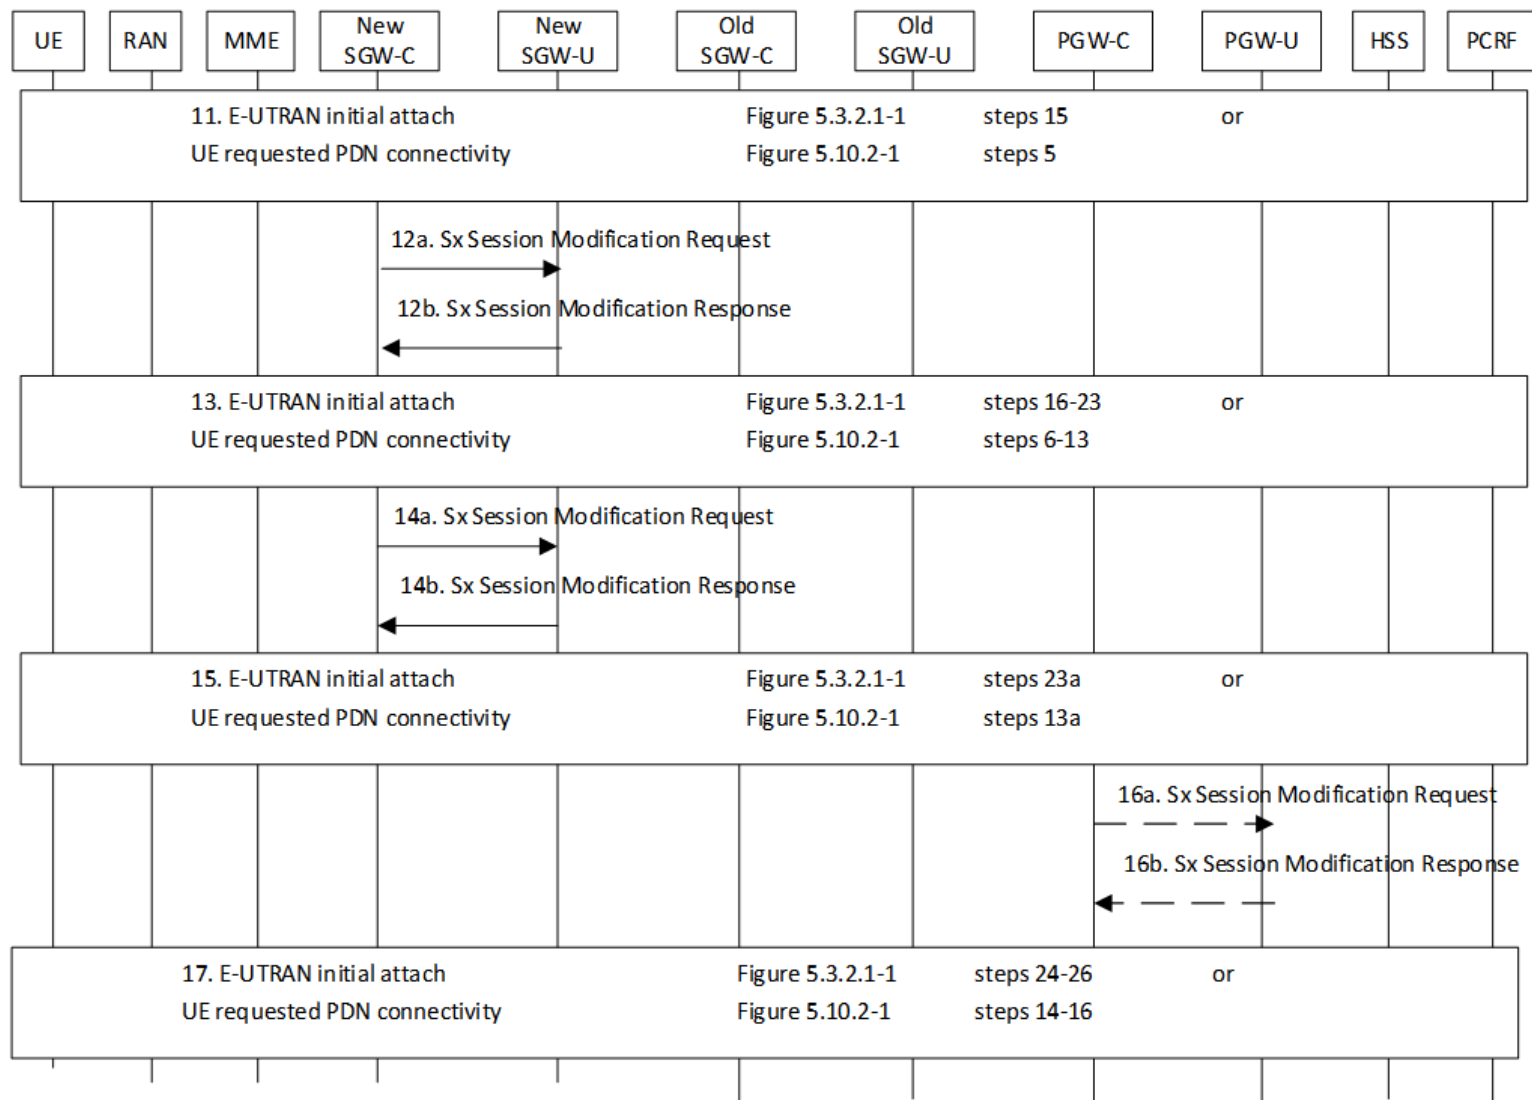 UE RAN MME New SGW-C New SGW-U Old SGW-C Old SGW-U PGW-C PGW-U HSS PCRF
11. E-UTRAN initial attach Figure 5.3.2.1-1 steps 15 or
UE requested PDN connectivity Figure 5.10.2-1 steps 5
12a. Sx Session Modification Request
12b. Sx Session Modification Response
13. E-UTRAN initial attach Figure 5.3.2.1-1 steps 16-23 or
UE requested PDN connectivity Figure 5.10.2-1 steps 6-13
14a. Sx Session Modification Request
14b. Sx Session Modification Response
15. E-UTRAN initial attach Figure 5.3.2.1-1 steps 23a or
UE requested PDN connectivity Figure 5.10.2-1 steps 13a
16a. Sx Session Modification Request
16b. Sx Session Modification Response
17. E-UTRAN initial attach Figure 5.3.2.1-1 steps 24-26 or
UE requested PDN connectivity Figure 5.10.2-1 steps 14-16